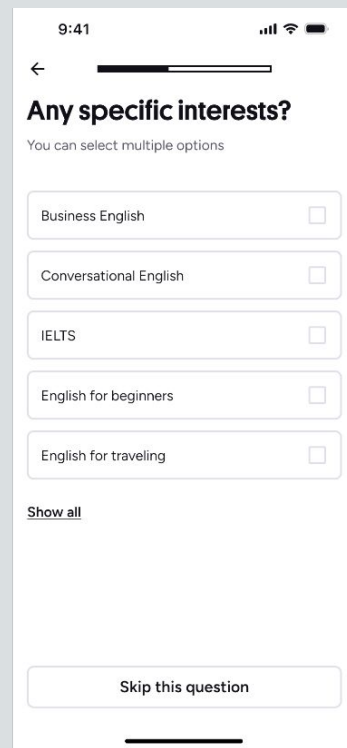 9:41
Any specific interests?
You can select multiple options
Business English
Conversational English
IELTS
English for beginners
English for traveling
Show all
Skip this question